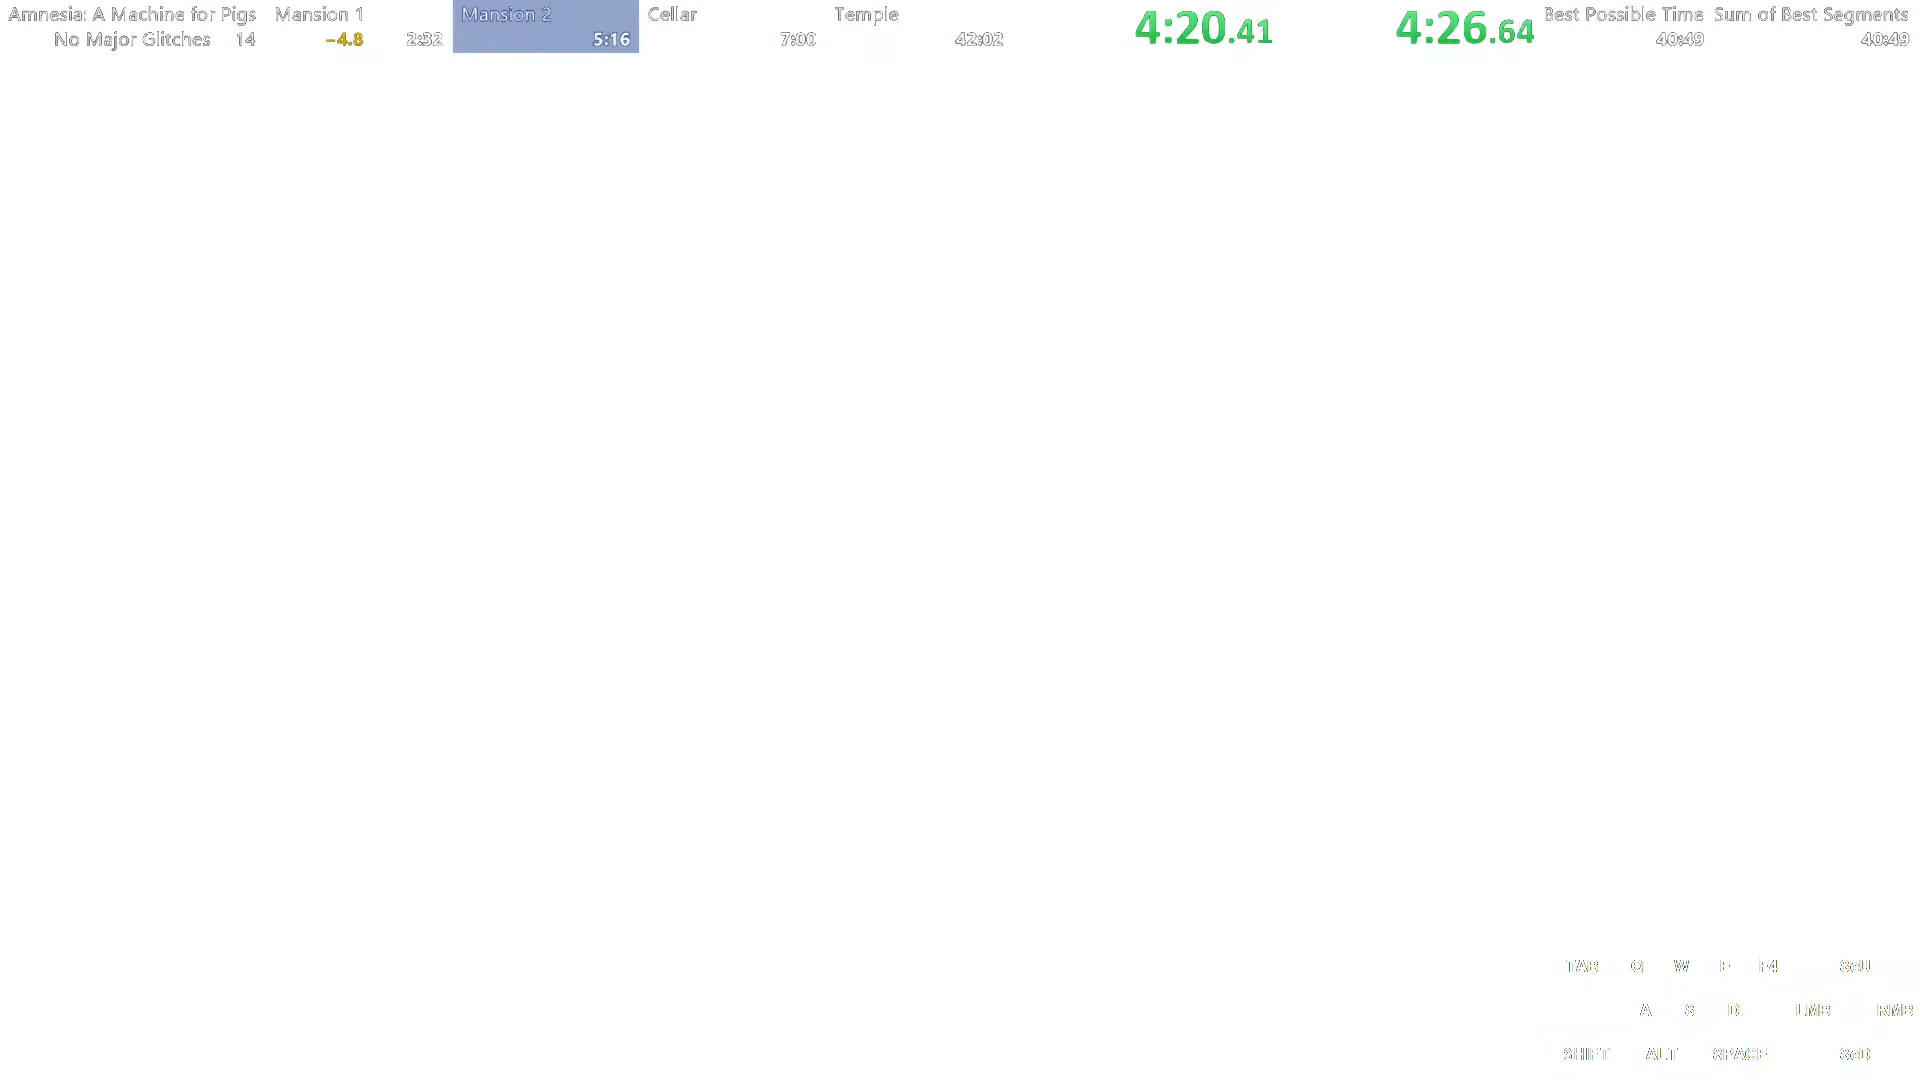 Amnesia: A Machine for Pigs Mansion 1 Mansion 2 Cellar Temple 4:20.41 4:26.64 Best Possible Time Sum of Best Segments
No Major Glitches 14 −4.8 2:32 5:16 7:00 42:02 40:49 40:49
TAB Q W E F4 ScU
A S D LMB RMB
SHIFT ALT SPACE ScD